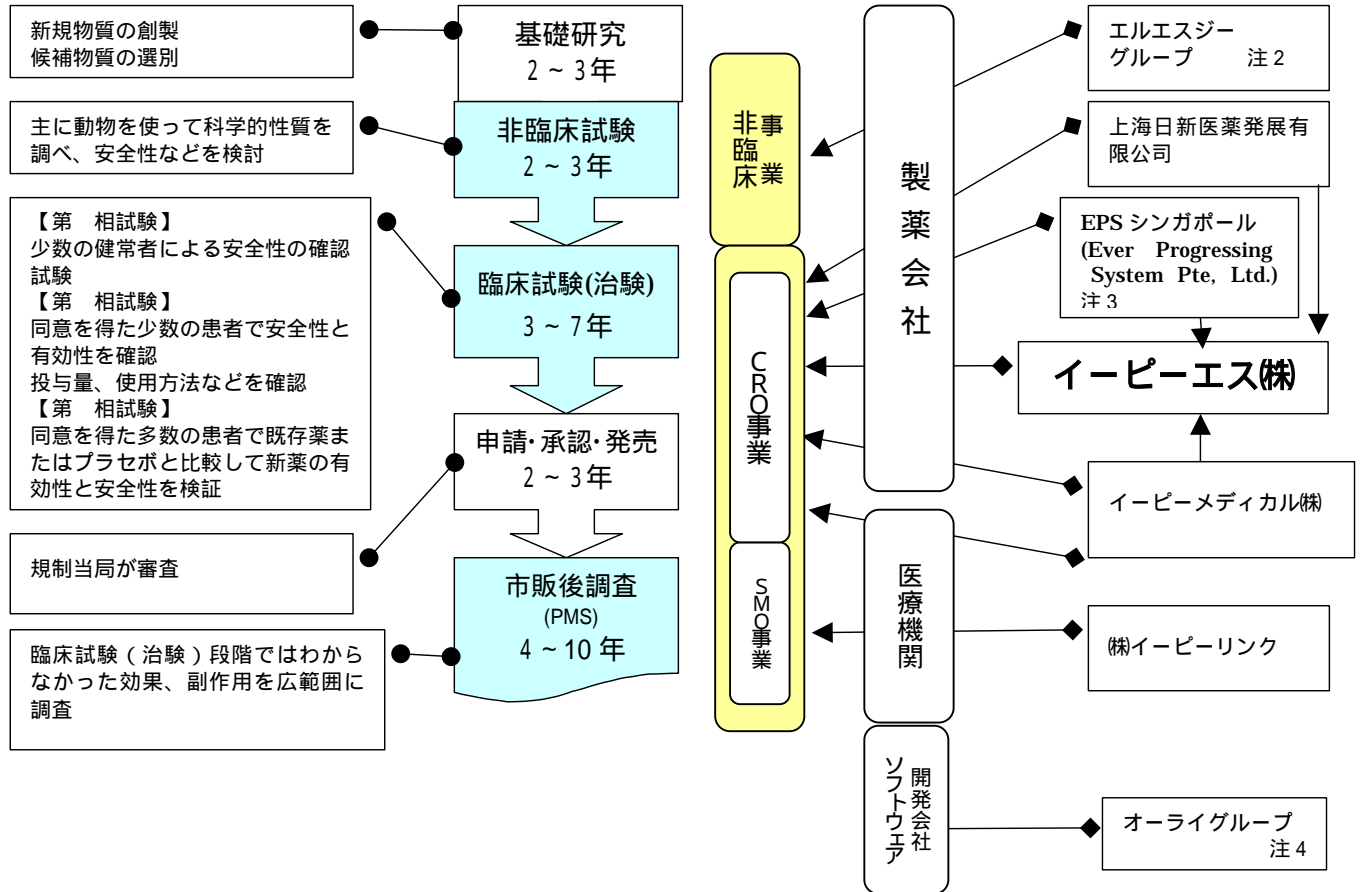 新規物質の創製
候補物質の選別
主に動物を使って科学的性質を
調べ、安全性などを検討
【第　相試験】
少数の健常者による安全性の確認
試験
【第　相試験】
同意を得た少数の患者で安全性と
有効性を確認
投与量、使用方法などを確認
【第　相試験】
同意を得た多数の患者で既存薬ま
たはプラセボと比較して新薬の有
効性と安全性を検証
規制当局が審査
臨床試験（治験）段階ではわから
なかった効果、副作用を広範囲に
調査
基礎研究
2 ~ 3年
非臨床試験
2 ~ 3年
臨床試験(治験)
3 ~ 7年
申請・承認・発売
2 ~ 3年
市販後調査
(PMS)
4 ~ 10 年
非臨床
事業
CRO事業
SMO事業
製薬会社
医療機関
ソフトウェア
開発会社
エルエスジー
グループ　　注 2
上海日新医薬発展有
限公司
EPS シンガポール
(Ever Progressing
System Pte, Ltd.)
注 3
イーピーエス㈱
イーピーメディカル㈱
㈱イーピーリンク
オーライグループ
注 4